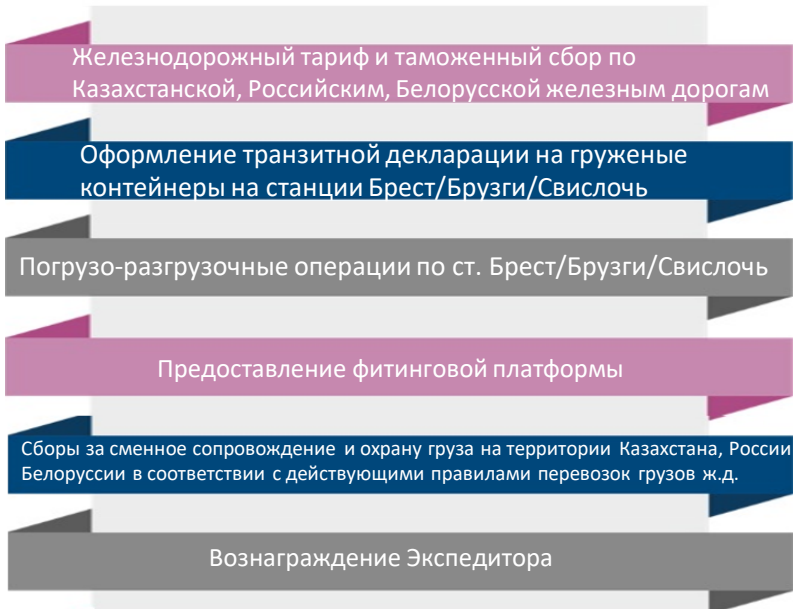 Железнодорожный тариф и таможенный сбор по
Казахстанской, Российским, Белорусской железным дорогам
Оформление транзитной декларации на груженые
контейнеры на станции Брест/Брузги/Свислочь
Погрузо-разгрузочные операции по ст. Брест/Брузги/Свислочь
Предоставление фитинговой платформы
Сборы за сменное сопровождение и охрану груза на территории Казахстана, России
Белоруссии в соответствии с действующими правилами перевозок грузов ж.д.
Вознаграждение Экспедитора